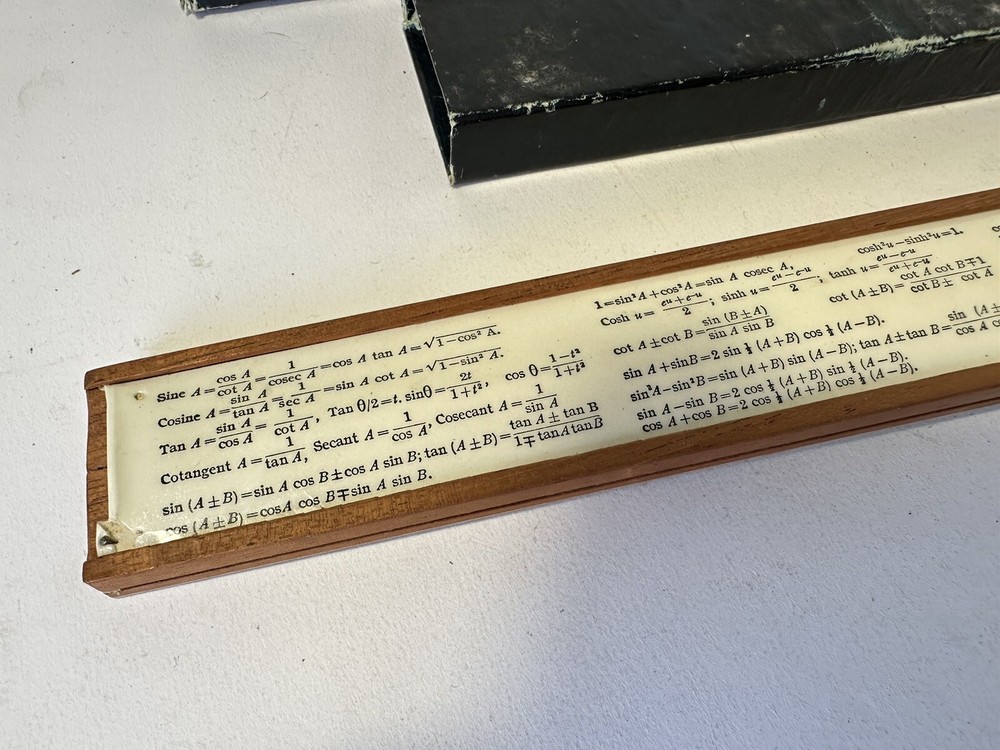 Sine A = cos A / cot A = 1 / cosec A = cos A tan A = √1−cos² A.
Cosine A = sin A / tan A = 1 / sec A = sin A cot A = √1−sin² A.
Tan A = sin A / cos A = 1 / cot A, Tan θ/2 = t. sinθ = 2t / 1+t², cos θ = 1−t² / 1+t²
Cotangent A = 1 / tan A, Secant A = 1 / cos A, Cosecant A = 1 / sin A
sin (A ± B) = sin A cos B ± cos A sin B; tan (A ± B) = tan A ± tan B / 1 ∓ tan A tan B
cos (A ± B) = cos A cos B ∓ sin A sin B.
1 = sin² A + cos² A = sin A cosec A, cosh² u − sinh² u = 1.
Cosh u = eu + e-u / 2; sinh u = eu − e-u / 2; tanh u = eu − e-u / eu + e-u
cot A ± cot B = sin (B ± A) / sin A sin B cot (A ± B) = cot A cot B ∓ 1 / cot B ± cot A
sin A + sin B = 2 sin ½ (A + B) cos ½ (A − B).
sin² A − sin² B = sin (A + B) sin (A − B); tan A ± tan B = sin (A ± / cos A
sin A − sin B = 2 cos ½ (A + B) sin ½ (A − B).
cos A + cos B = 2 cos ½ (A + B) cos ½ (A − B).